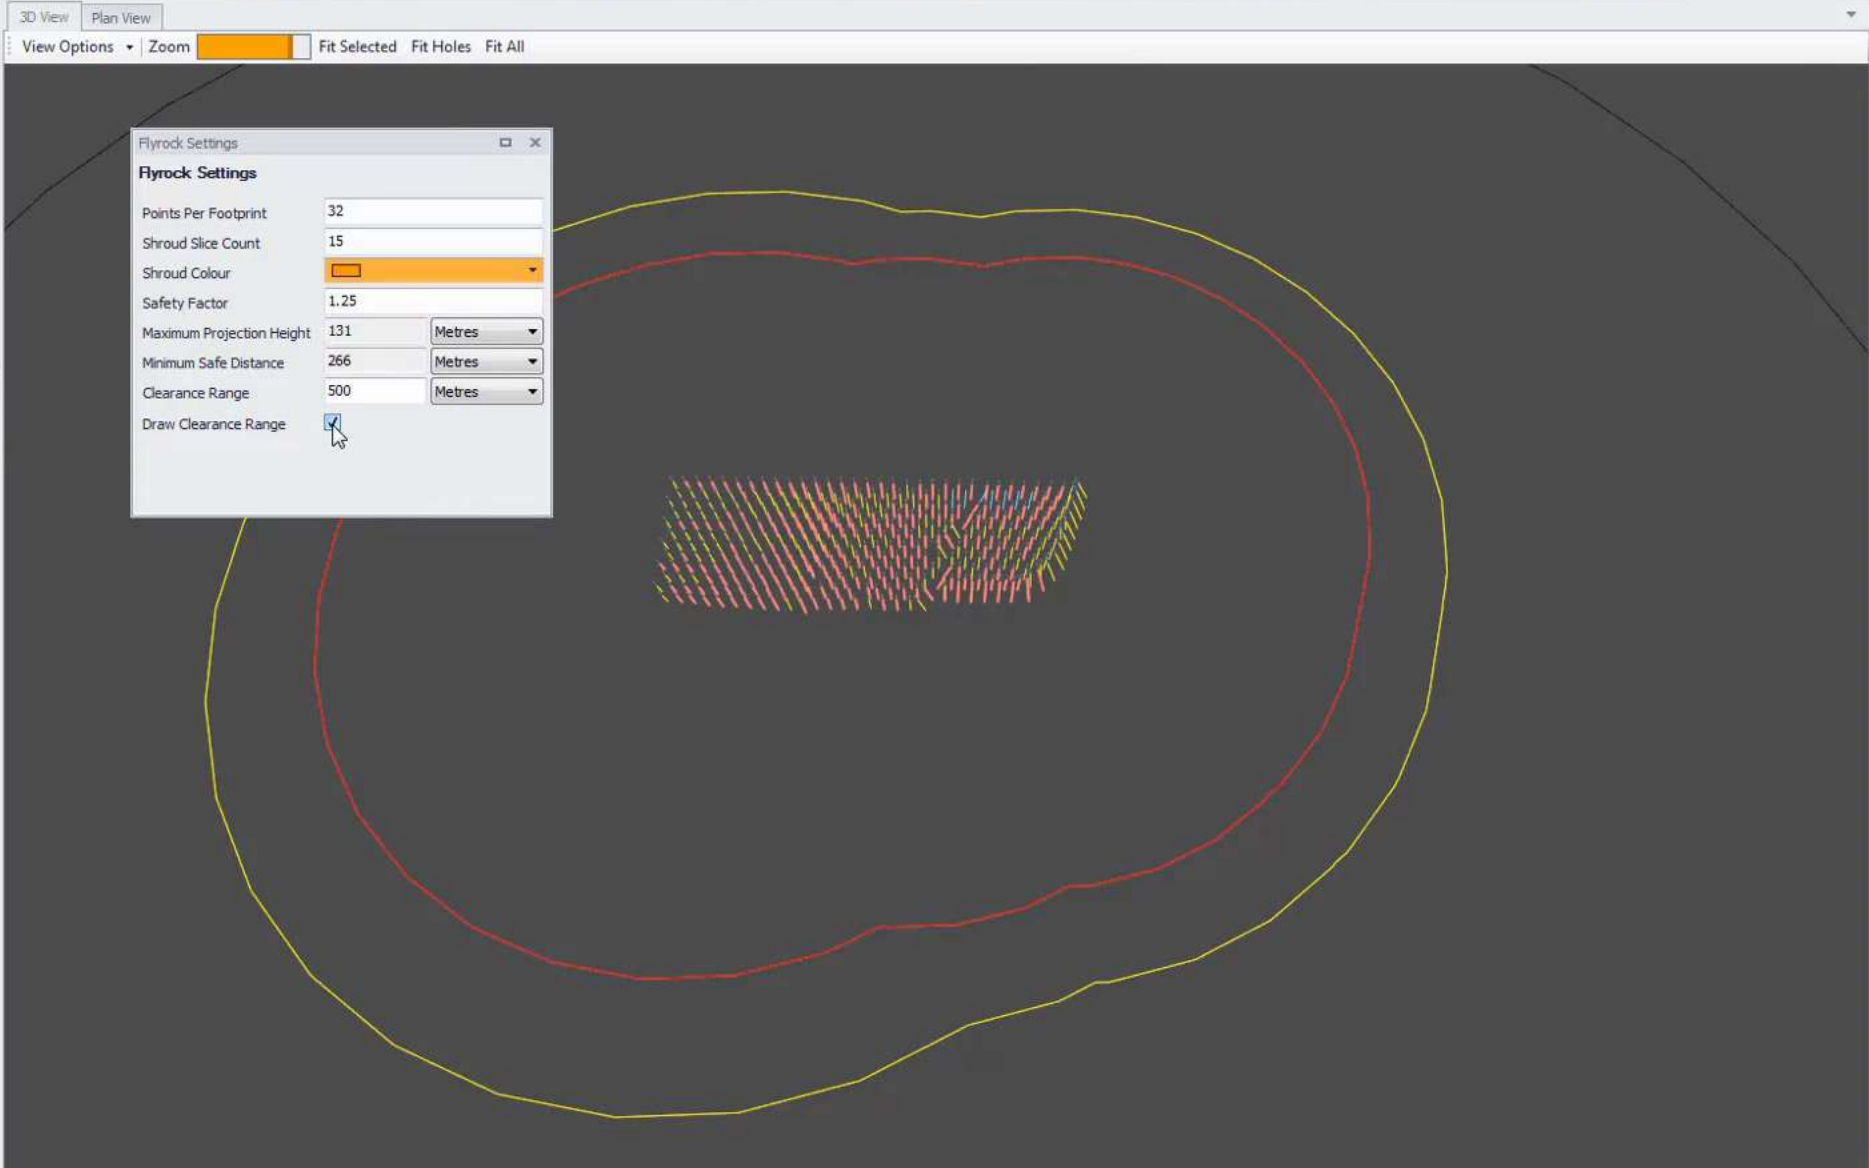 3D View Plan View
View Options Zoom Fit Selected Fit Holes Fit All
Flyrock Settings
Flyrock Settings
Points Per Footprint 32
Shroud Slice Count 15
Shroud Colour
Safety Factor 1.25
Maximum Projection Height 131 Metres
Minimum Safe Distance 266 Metres
Clearance Range 500 Metres
Draw Clearance Range